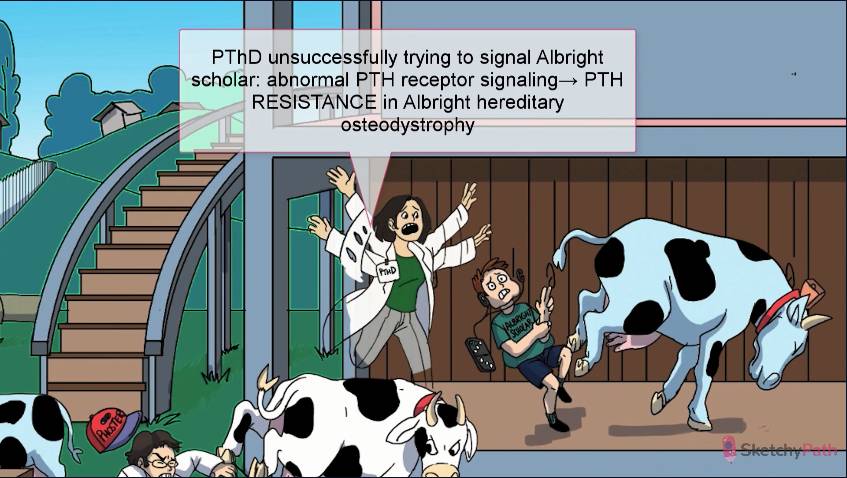 PThD unsuccessfully trying to signal Albright
scholar: abnormal PTH receptor signaling→ PTH
RESISTANCE in Albright hereditary
osteodystrophy
PTHD
ALBRIGHT
SCHOLAR
PHOSTER
SketchyPath